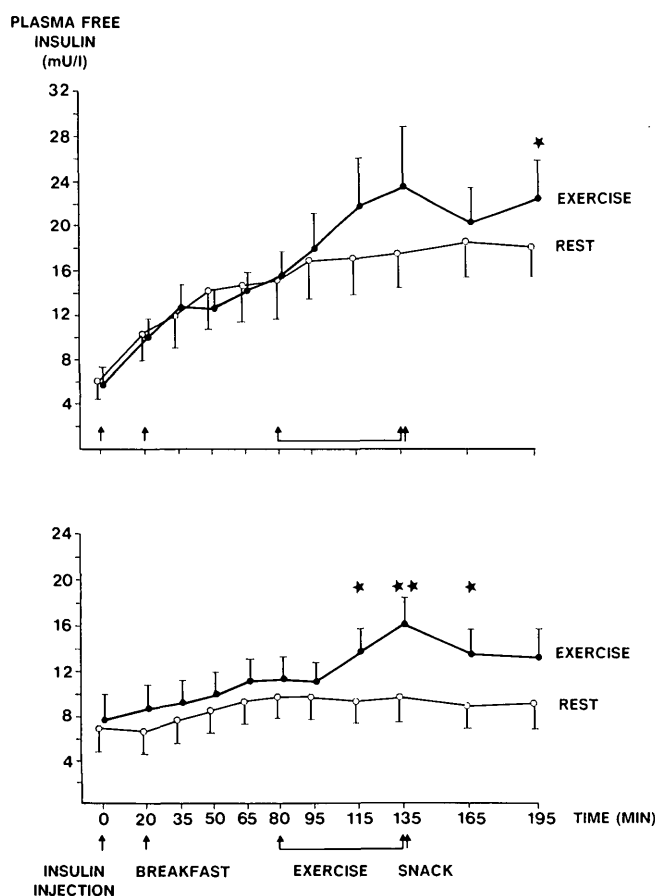 PLASMA FREE
INSULIN
(mU/l)
32
28
24
20
16
12
8
4
EXERCISE
REST
24
20
16
12
8
4
EXERCISE
REST
0 20 35 50 65 80 95 115 135 165 195 TIME (MIN)
INSULIN BREAKFAST EXERCISE SNACK
INJECTION